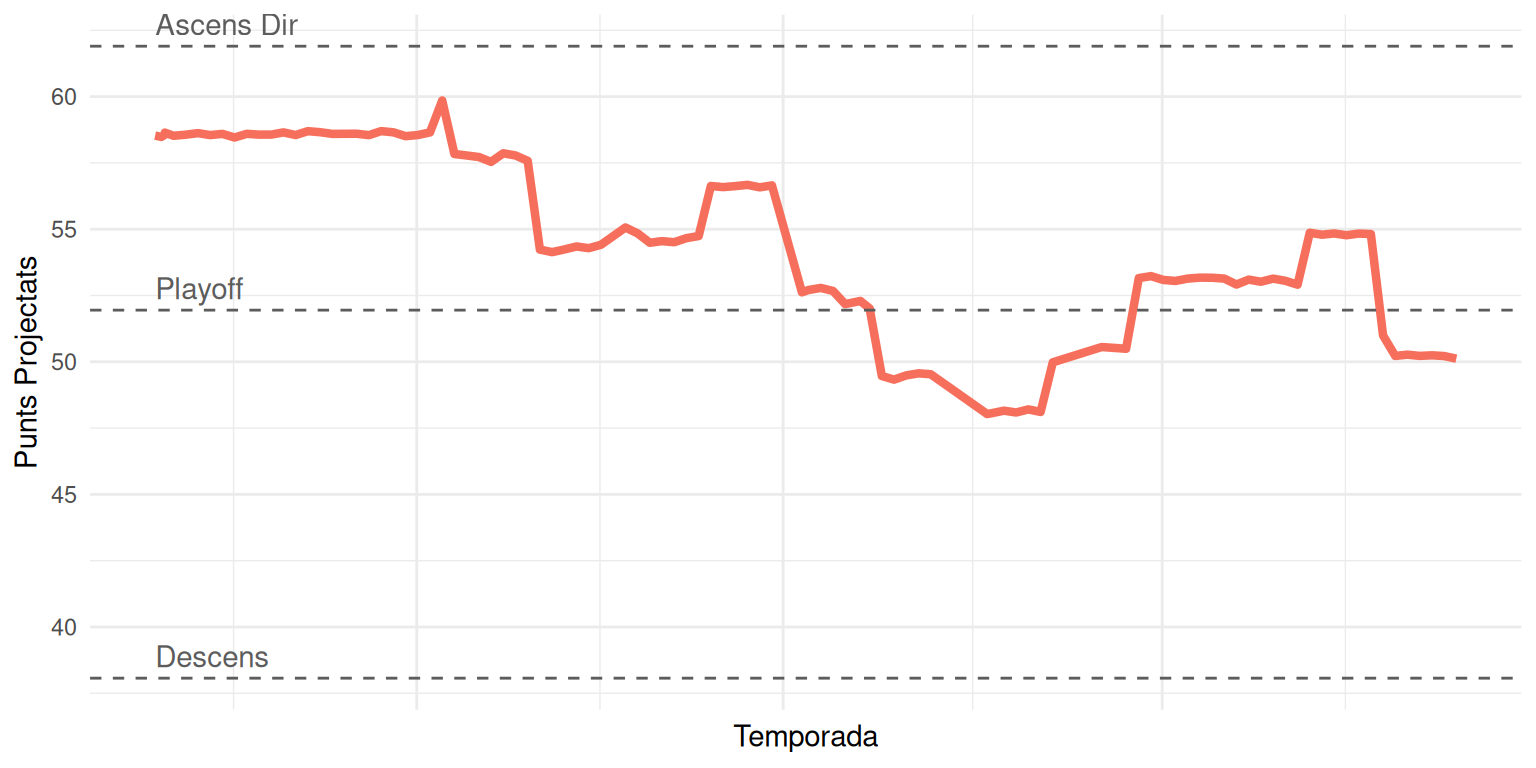 Ascens Dir
60
55
Playoff
50
45
40
Descens
Punts Projectats
Temporada